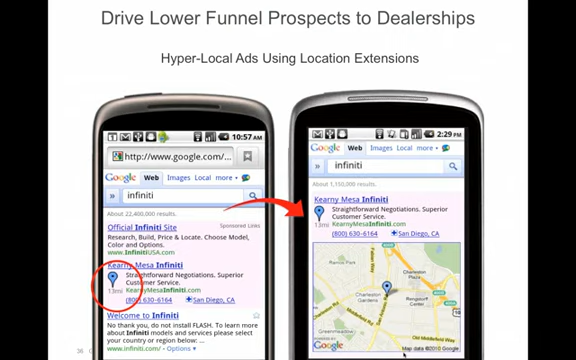 Drive Lower Funnel Prospects to Dealerships
Hyper-Local Ads Using Location Extensions
10:57 AM
http://www.google.com/...
Google Web Images Local more
infiniti
About 22,400,000 results.
Sponsored Links
Official Infiniti Site
Research, Build, Price & Locate. Choose Model,
Color and Options.
www.InfinitiUSA.com
Kearny Mesa Infiniti
Straightforward Negotiations. Superior
Customer Service.
KearnyMesaInfiniti.com
13mi
(800) 630-6164 San Diego, CA
Welcome to Infiniti
No thank you, do not install FLASH. To learn more
about Infiniti models and services please select
your country or region below.
www.infiniti.com/ - Options
36
2:29 PM
Google Web Images Local more
infiniti
About 1,150,000 results.
Kearny Mesa Infiniti
Straightforward Negotiations. Superior
Customer Service.
KearnyMesaInfiniti.com
13mi
(800) 630-6164 San Diego, CA
Charleston
Plaza
Google
Map data ©2010 Google